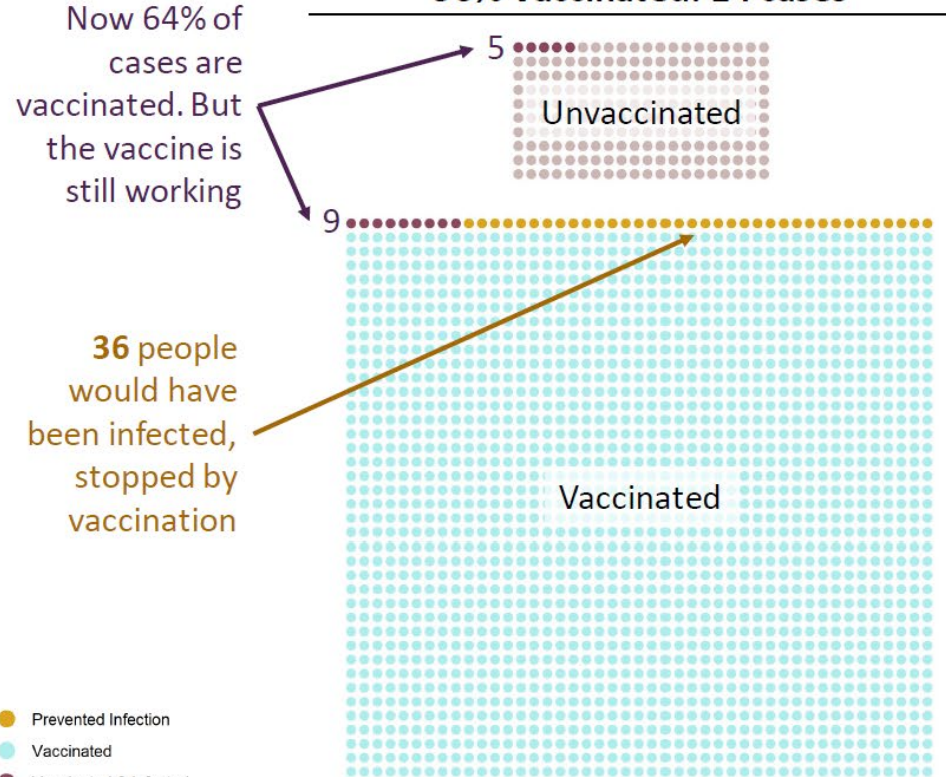 Now 64% of
cases are
vaccinated. But
the vaccine is
still working
5
Unvaccinated
9
36 people
would have
been infected,
stopped by
vaccination
Vaccinated
Prevented Infection
Vaccinated